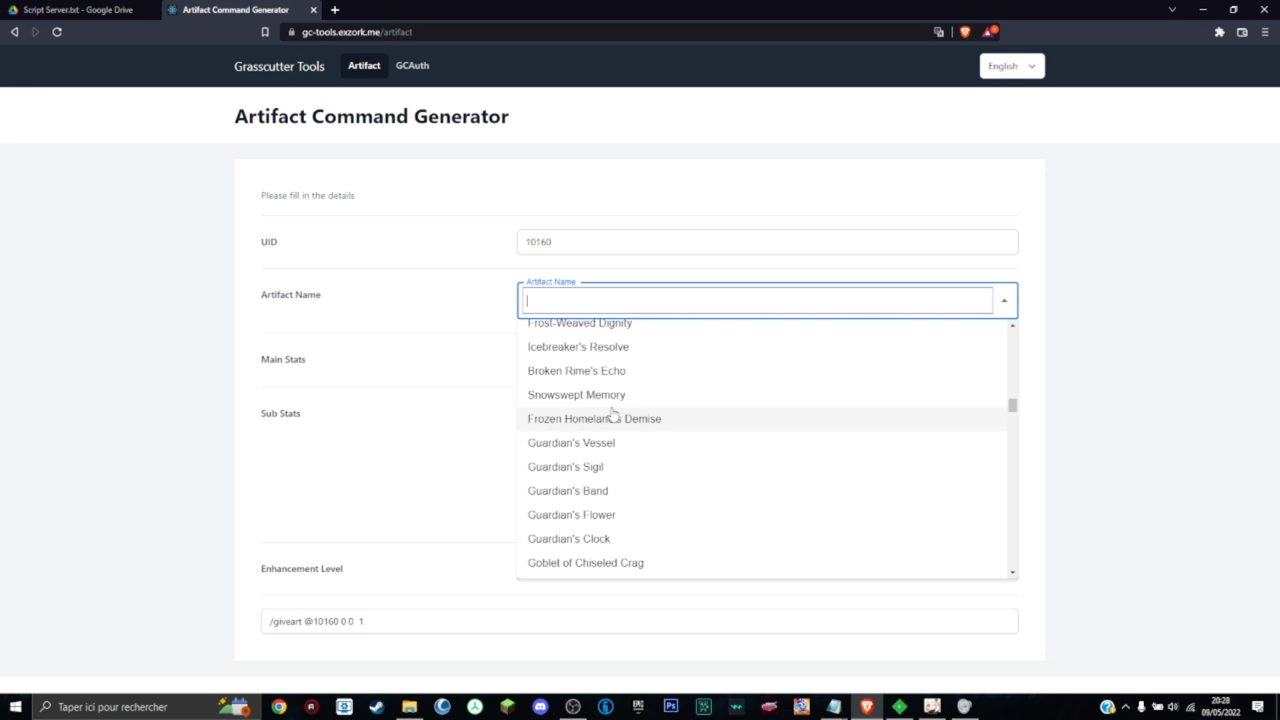 Script Server.txt - Google Drive
Artifact Command Generator
gc-tools.exzork.me/artifact
Grasscutter Tools
Artifact
GCAuth
English
Artifact Command Generator
Please fill in the details
UID
10160
Artifact Name
Artifact Name
Frost-Weaved Dignity
Icebreaker's Resolve
Broken Rime's Echo
Main Stats
Snowswept Memory
Sub Stats
Frozen Homeland's Demise
Guardian's Vessel
Guardian's Sigil
Guardian's Band
Guardian's Flower
Guardian's Clock
Goblet of Chiseled Crag
Enhancement Level
/giveart @10160 0 0 1
Taper ici pour rechercher
20:28
09/05/2022